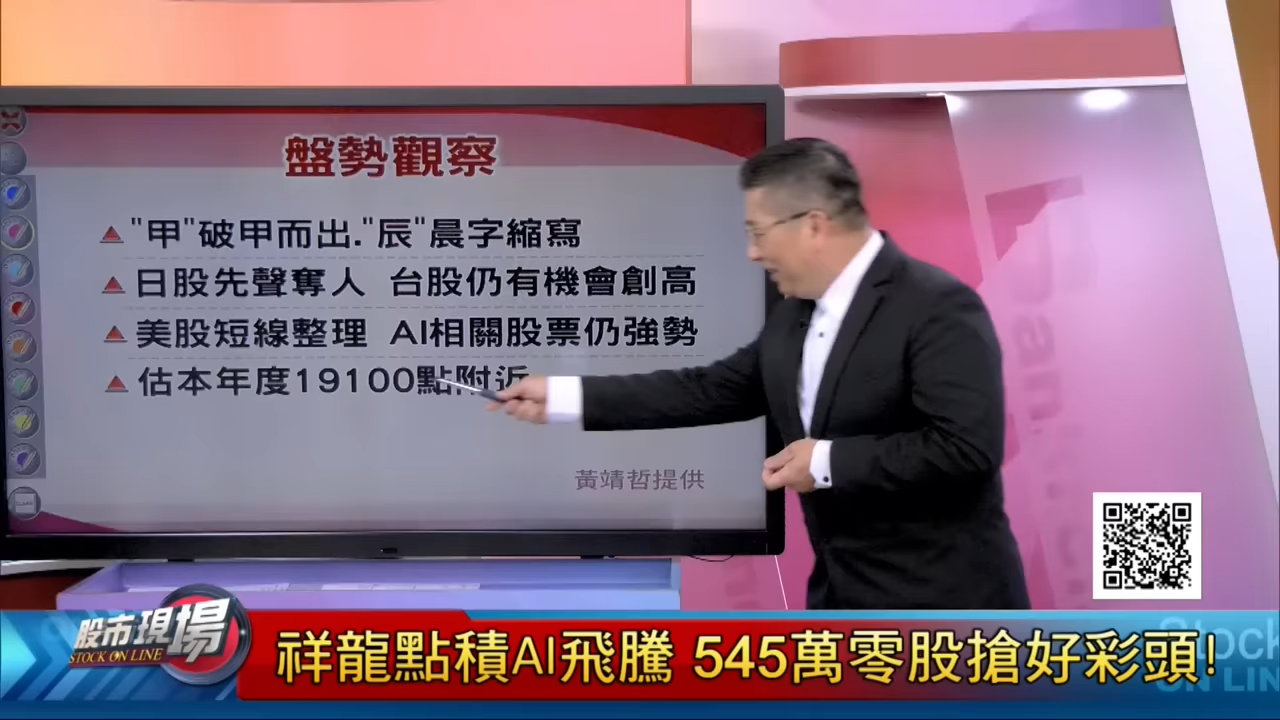 盤勢觀察
"甲"破甲而出."辰"晨字縮寫
日股先聲奪人 台股仍有機會創高
美股短線整理 AI相關股票仍強勢
估本年度19100點附近
黃靖哲提供
股市現場
STOCK ON LINE
祥龍點積AI飛騰 545萬零股搶好彩頭!
Stock
ON LIN